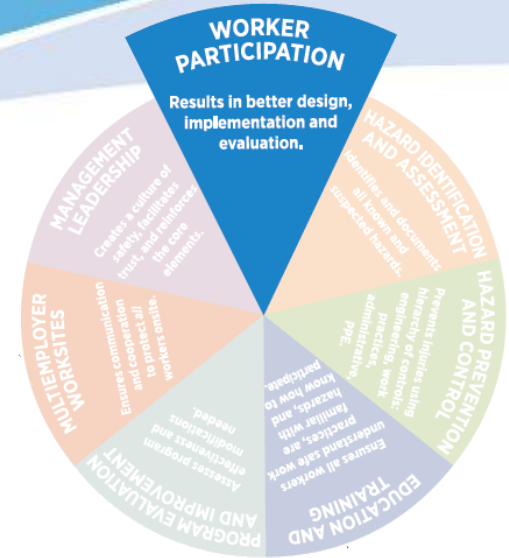 WORKER
PARTICIPATION
Results in better design,
implementation and
evaluation.
HAZARD IDENTIFICATION
AND ASSESSMENT
Identifies and documents
all known and
suspected hazards.
HAZARD PREVENTION
AND CONTROL
Prevent injuries using
hierarchy of controls:
engineering, work
practices,
administrative,
PPE.
EDUCATION AND
TRAINING
Ensures all workers
understand safe work
practices, are
familiar with
hazards, and
know how to
participate.
PROGRAM EVALUATION
AND IMPROVEMENT
Assesses program
effectiveness and
modifications
needed.
MULTIEMPLOYER
WORKSITES
Ensures communication
and cooperation
to protect all
workers onsite.
MANAGEMENT
LEADERSHIP
Creates a culture of
safety, facilitates
trust, and reinforces
the core
elements.